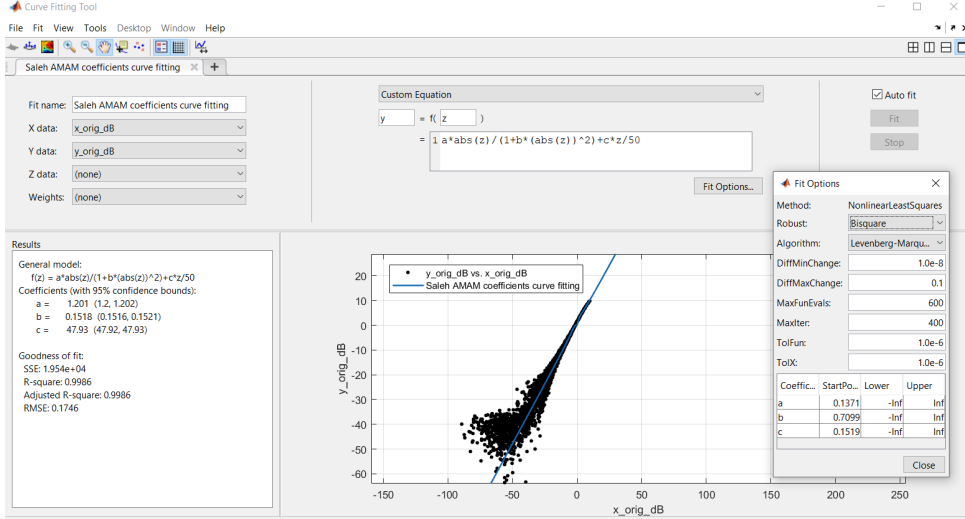 Curve Fitting Tool
File Fit View Tools Desktop Window Help
Saleh AMAM coefficients curve fitting
Fit name: Saleh AMAM coefficients curve fitting
X data: x_orig_dB
Y data: y_orig_dB
Z data: (none)
Weights: (none)
Custom Equation
y = f( z )
= 1 a*abs(z)/(1+b*(abs(z))^2)+c*z/50
Fit Options...
Auto fit
Fit
Stop
Results
General model:
f(z) = a*abs(z)/(1+b*(abs(z))^2)+c*z/50
Coefficients (with 95% confidence bounds):
a = 1.201 (1.2, 1.202)
b = 0.1518 (0.1516, 0.1521)
c = 47.93 (47.92, 47.93)
Goodness of fit:
SSE: 1.954e+04
R-square: 0.9986
Adjusted R-square: 0.9986
RMSE: 0.1746
y_orig_dB vs. x_orig_dB
Saleh AMAM coefficients curve fitting
20
10
0
-10
-20
-30
-40
-50
-60
y_orig_dB
-150 -100 -50 0 50 100 150 200 250
x_orig_dB
Fit Options
Method: NonlinearLeastSquares
Robust: Bisquare
Algorithm: Levenberg-Marqu...
DiffMinChange: 1.0e-8
DiffMaxChange: 0.1
MaxFunEvals: 600
MaxIter: 400
TolFun: 1.0e-6
TolX: 1.0e-6
Coeffic... StartPo... Lower Upper
a 0.1371 -Inf Inf
b 0.7099 -Inf Inf
c 0.1519 -Inf Inf
Close